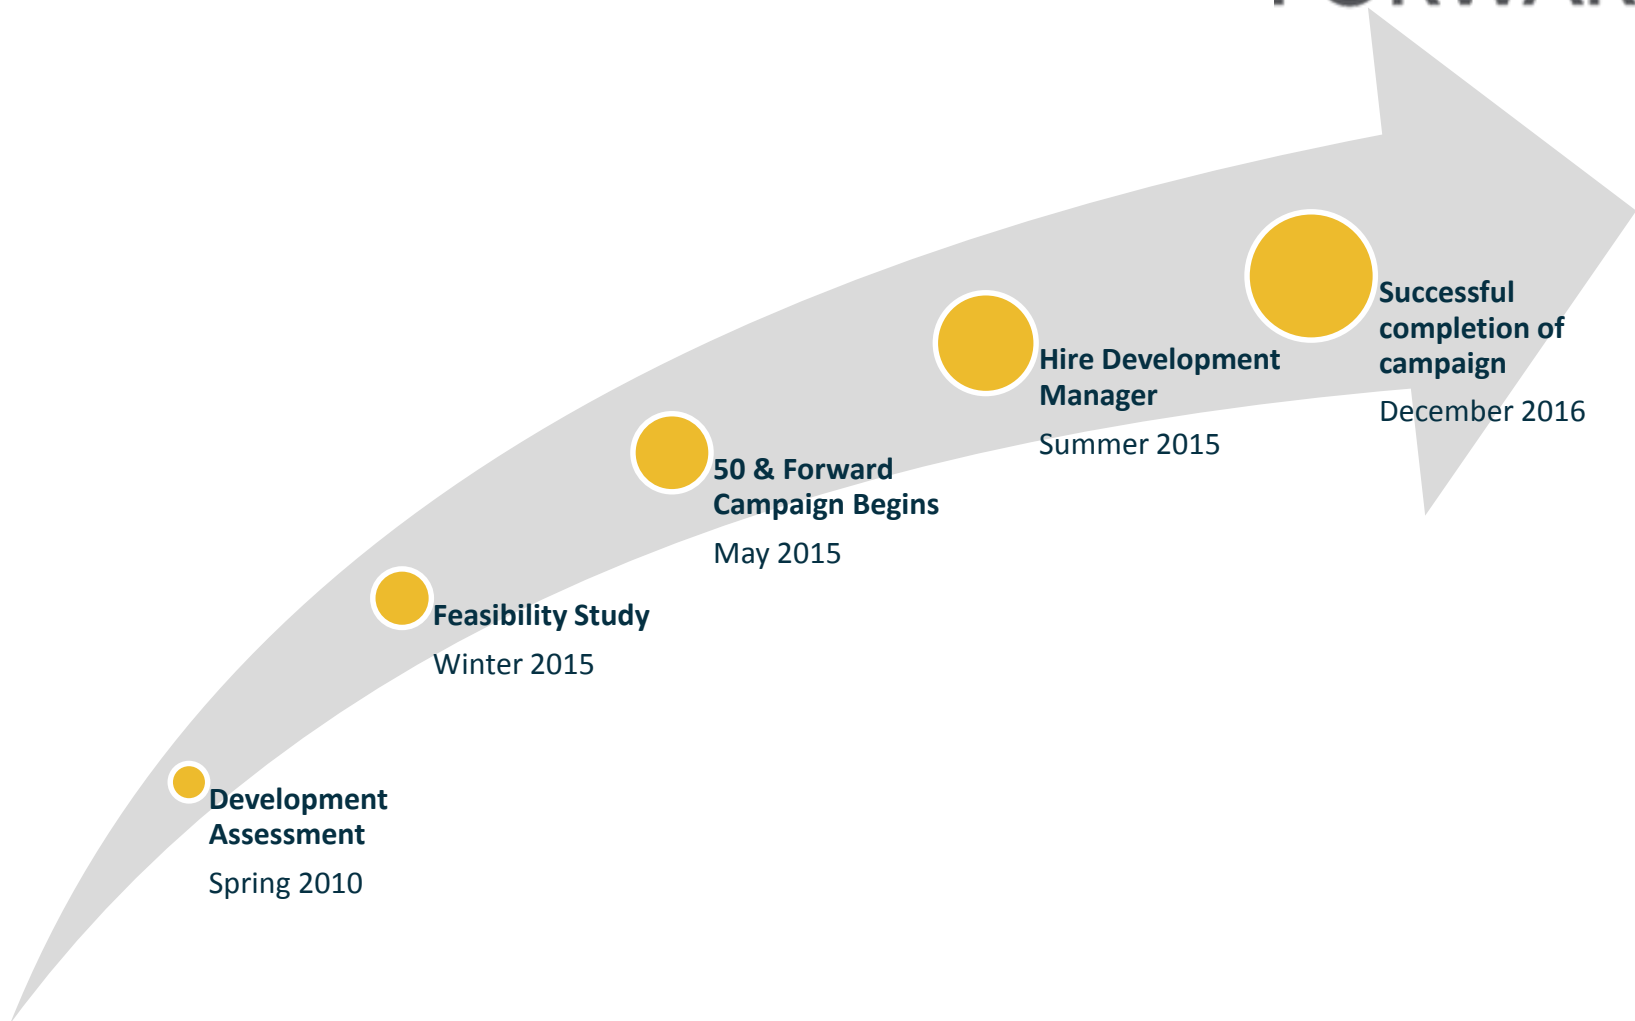 Development
Assessment
Spring 2010
Feasibility Study
Winter 2015
50 & Forward
Campaign Begins
May 2015
Hire Development
Manager
Summer 2015
Successful
completion of
campaign
December 2016